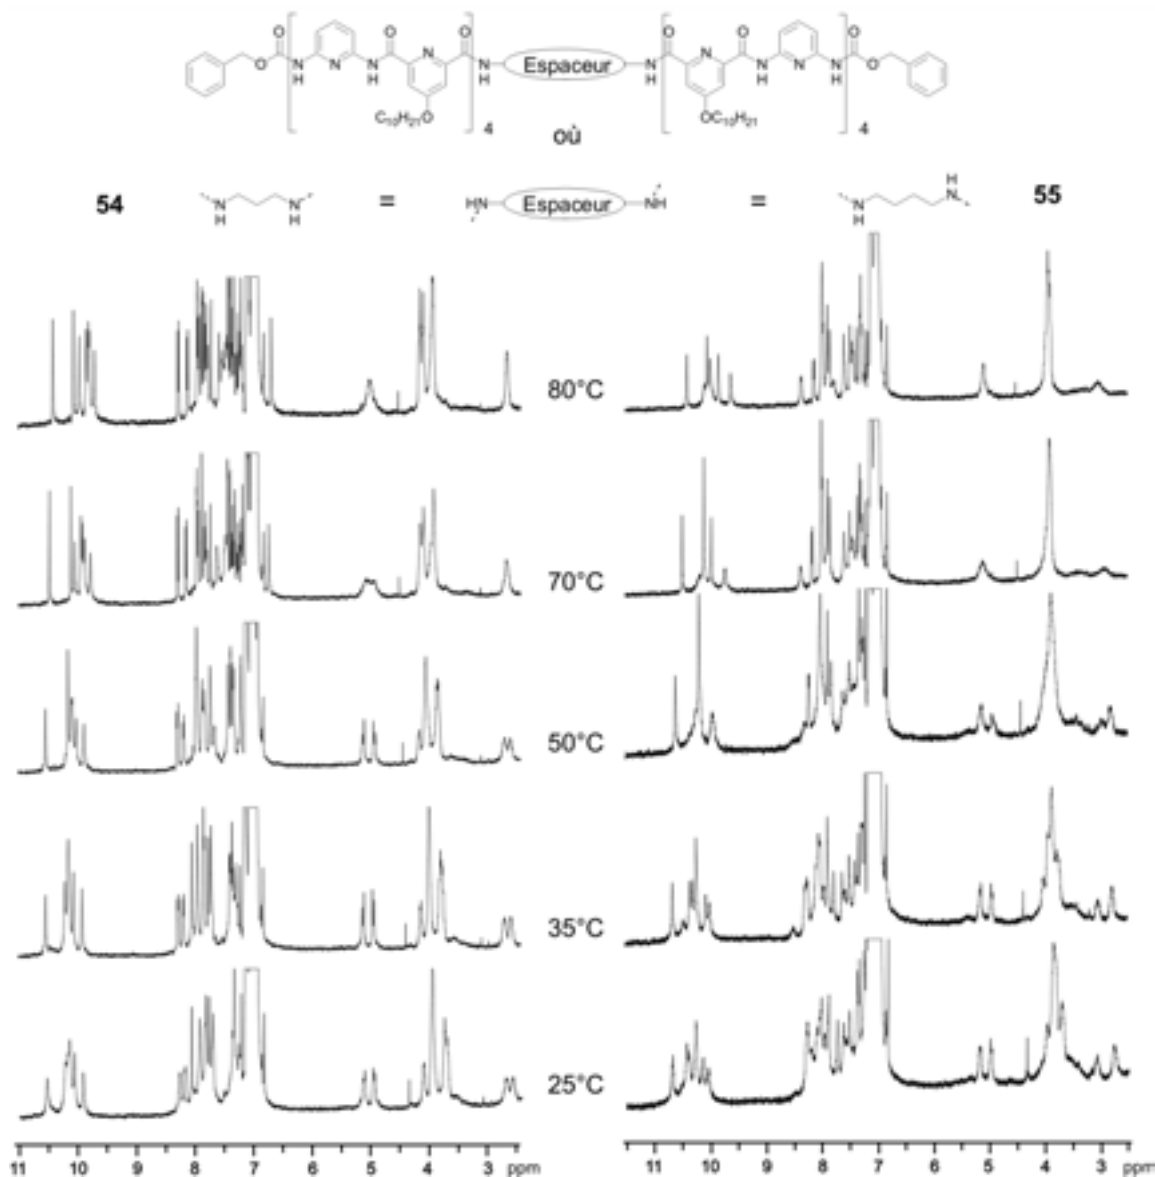 O O O O O O
O N H N N H N N H Espaceur N H N N H N N H O
C10H21O 4 où OC10H21 4
54 N H N H = HN Espaceur NH = N H H N 55
80°C
70°C
50°C
35°C
25°C
11 10 9 8 7 6 5 4 3 ppm
11 10 9 8 7 6 5 4 3 ppm